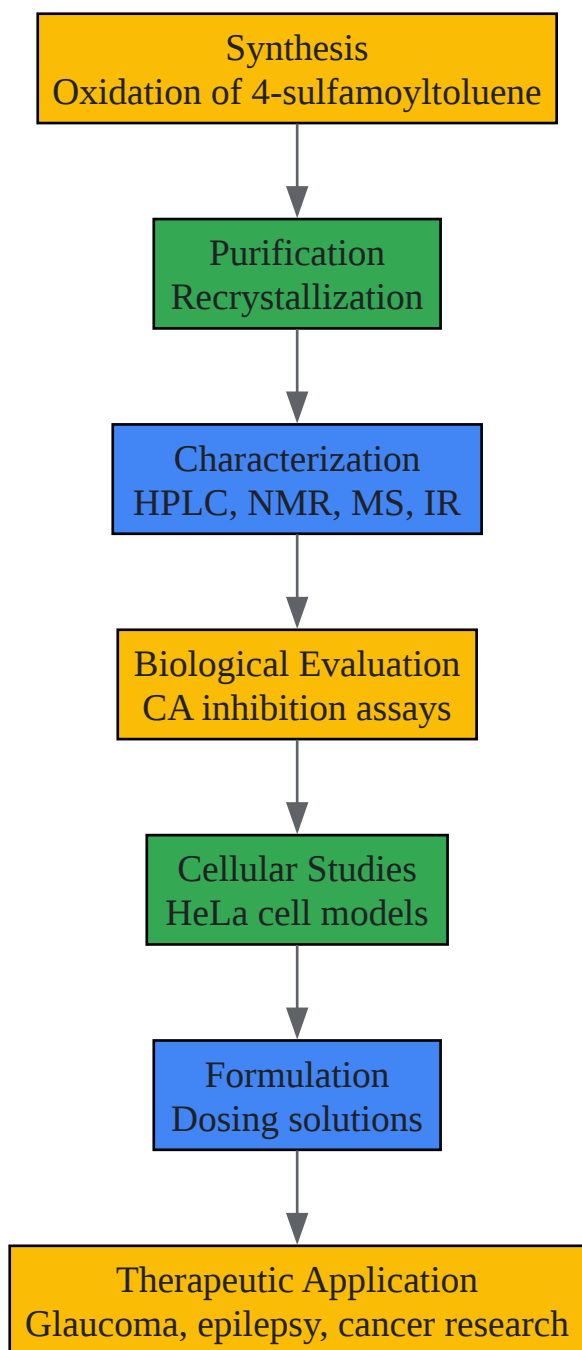 Synthesis
Oxidation of 4-sulfamoyltoluene
Purification
Recrystallization
Characterization
HPLC, NMR, MS, IR
Biological Evaluation
CA inhibition assays
Cellular Studies
HeLa cell models
Formulation
Dosing solutions
Therapeutic Application
Glaucoma, epilepsy, cancer research